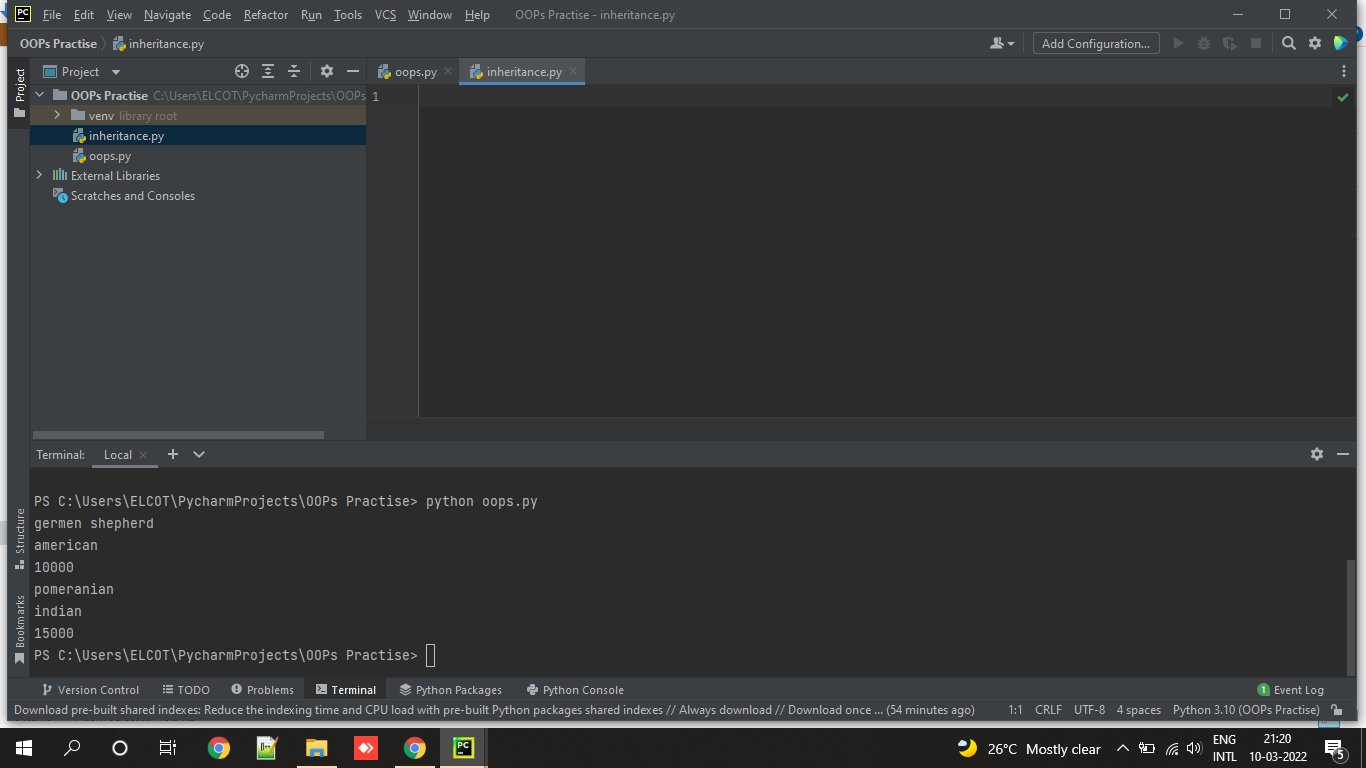 PC File Edit View Navigate Code Refactor Run Tools VCS Window Help OOPs Practise - inheritance.py
OOPs Practise inheritance.py Add Configuration...
Project oops.py inheritance.py
Project
OOPs Practise C:\Users\ELCOT\PycharmProjects\OOPs
1
venv library root
inheritance.py
oops.py
External Libraries
Scratches and Consoles
Terminal: Local
PS C:\Users\ELCOT\PycharmProjects\OOPs Practise> python oops.py
germen shepherd
american
10000
pomeranian
indian
15000
PS C:\Users\ELCOT\PycharmProjects\OOPs Practise>
Structure
Bookmarks
Version Control TODO Problems Terminal Python Packages Python Console 1 Event Log
Download pre-built shared indexes: Reduce the indexing time and CPU load with pre-built Python packages shared indexes // Always download // Download once ... (54 minutes ago) 1:1 CRLF UTF-8 4 spaces Python 3.10 (OOPs Practise)
PC 26°C Mostly clear ENG 21:20
INTL 10-03-2022 5